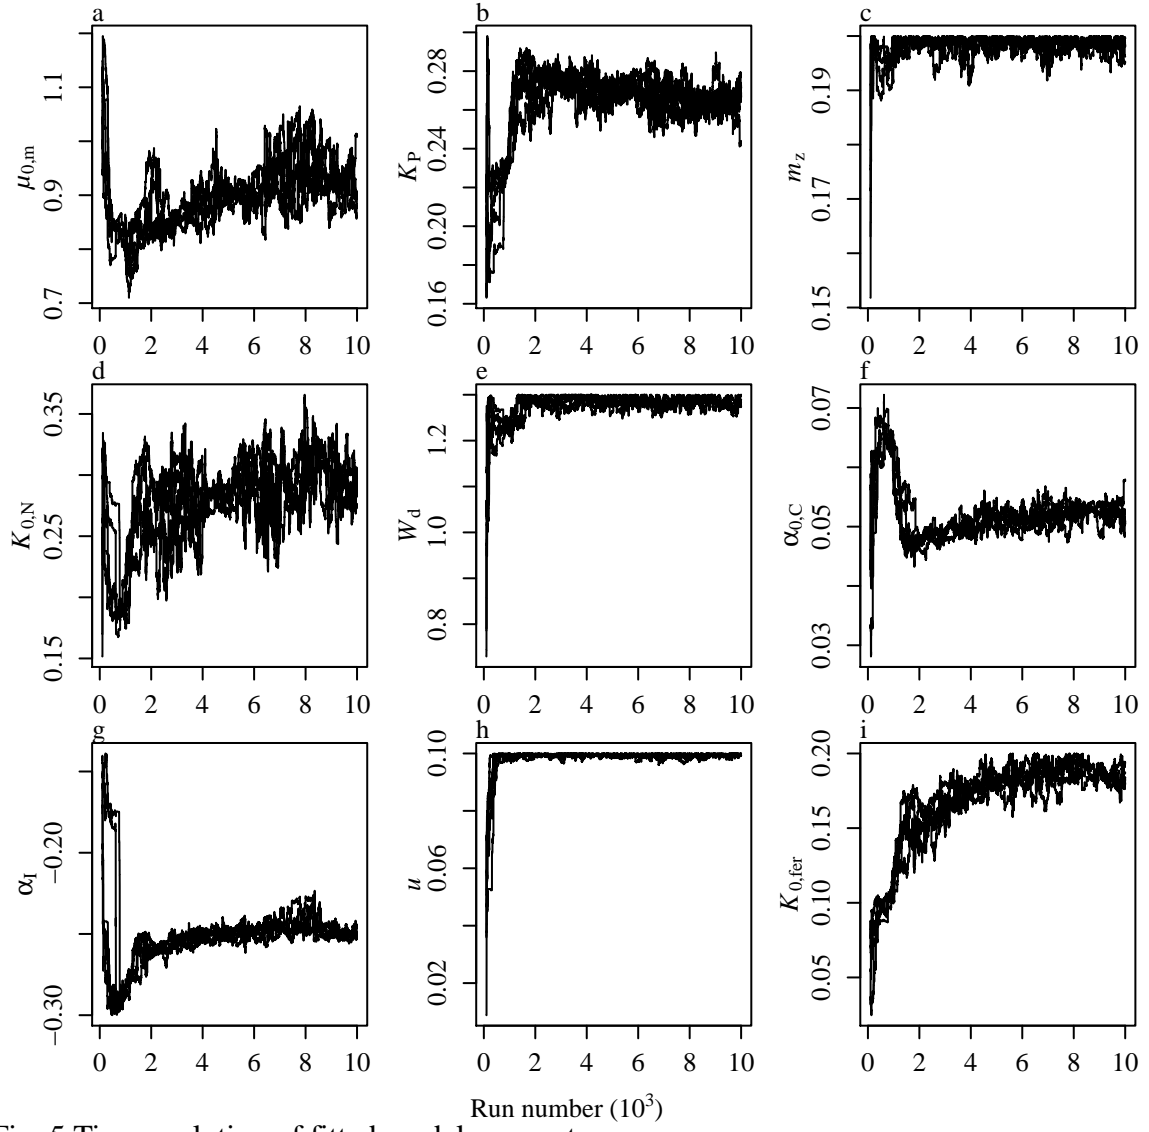 a
μ0,m
1.1
0.9
0.7
0 2 4 6 8 10
b
KP
0.28
0.24
0.20
0.16
0 2 4 6 8 10
c
mz
0.19
0.17
0.15
0 2 4 6 8 10
d
K0,N
0.35
0.25
0.15
0 2 4 6 8 10
e
Wd
1.2
1.0
0.8
0 2 4 6 8 10
f
α0,C
0.07
0.05
0.03
0 2 4 6 8 10
g
αI
−0.20
−0.30
0 2 4 6 8 10
h
u
0.10
0.06
0.02
0 2 4 6 8 10
i
K0,fer
0.20
0.15
0.10
0.05
0 2 4 6 8 10
Run number (10³)
Fig. 5 Time evolution of fitted model parameters